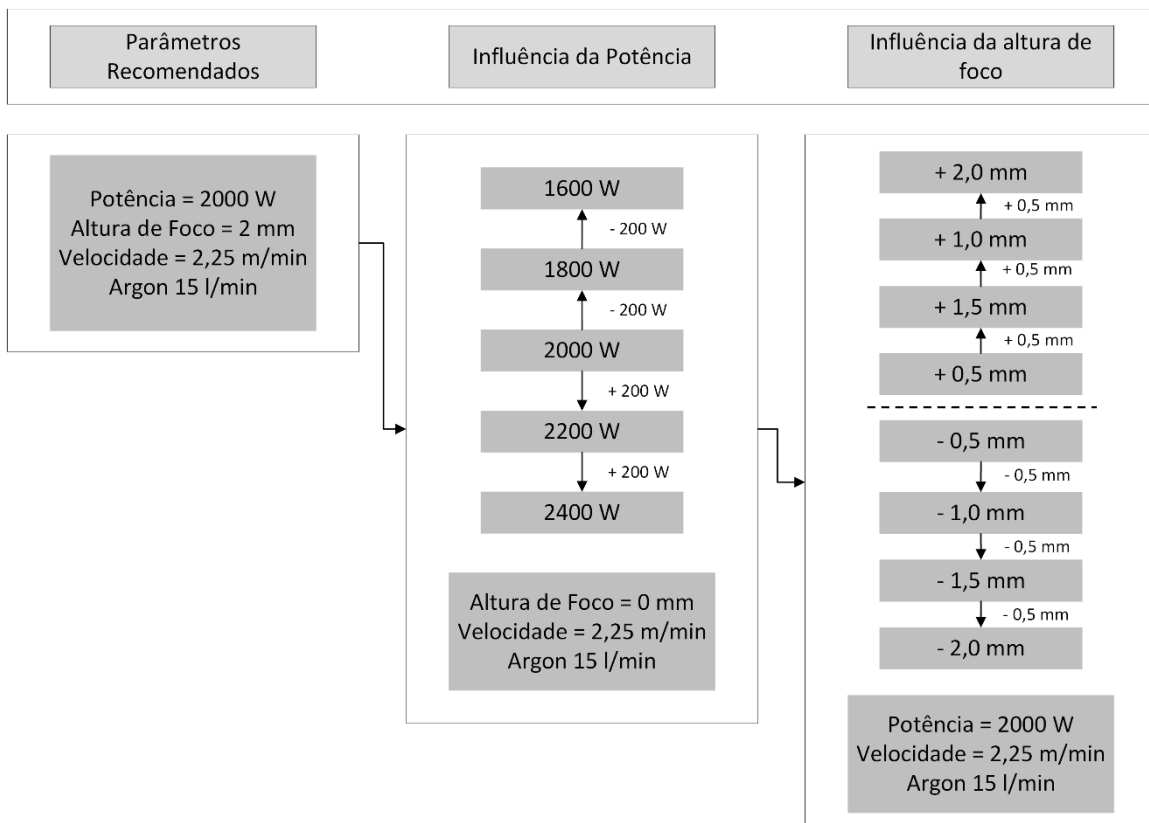 Parâmetros
Recomendados
Influência da Potência
Influência da altura de
foco
Potência = 2000 W
Altura de Foco = 2 mm
Velocidade = 2,25 m/min
Argon 15 l/min
1600 W
- 200 W
1800 W
- 200 W
2000 W
+ 200 W
2200 W
+ 200 W
2400 W
Altura de Foco = 0 mm
Velocidade = 2,25 m/min
Argon 15 l/min
+ 2,0 mm
+ 0,5 mm
+ 1,0 mm
+ 0,5 mm
+ 1,5 mm
+ 0,5 mm
+ 0,5 mm
- 0,5 mm
- 0,5 mm
- 1,0 mm
- 0,5 mm
- 1,5 mm
- 0,5 mm
- 2,0 mm
Potência = 2000 W
Velocidade = 2,25 m/min
Argon 15 l/min